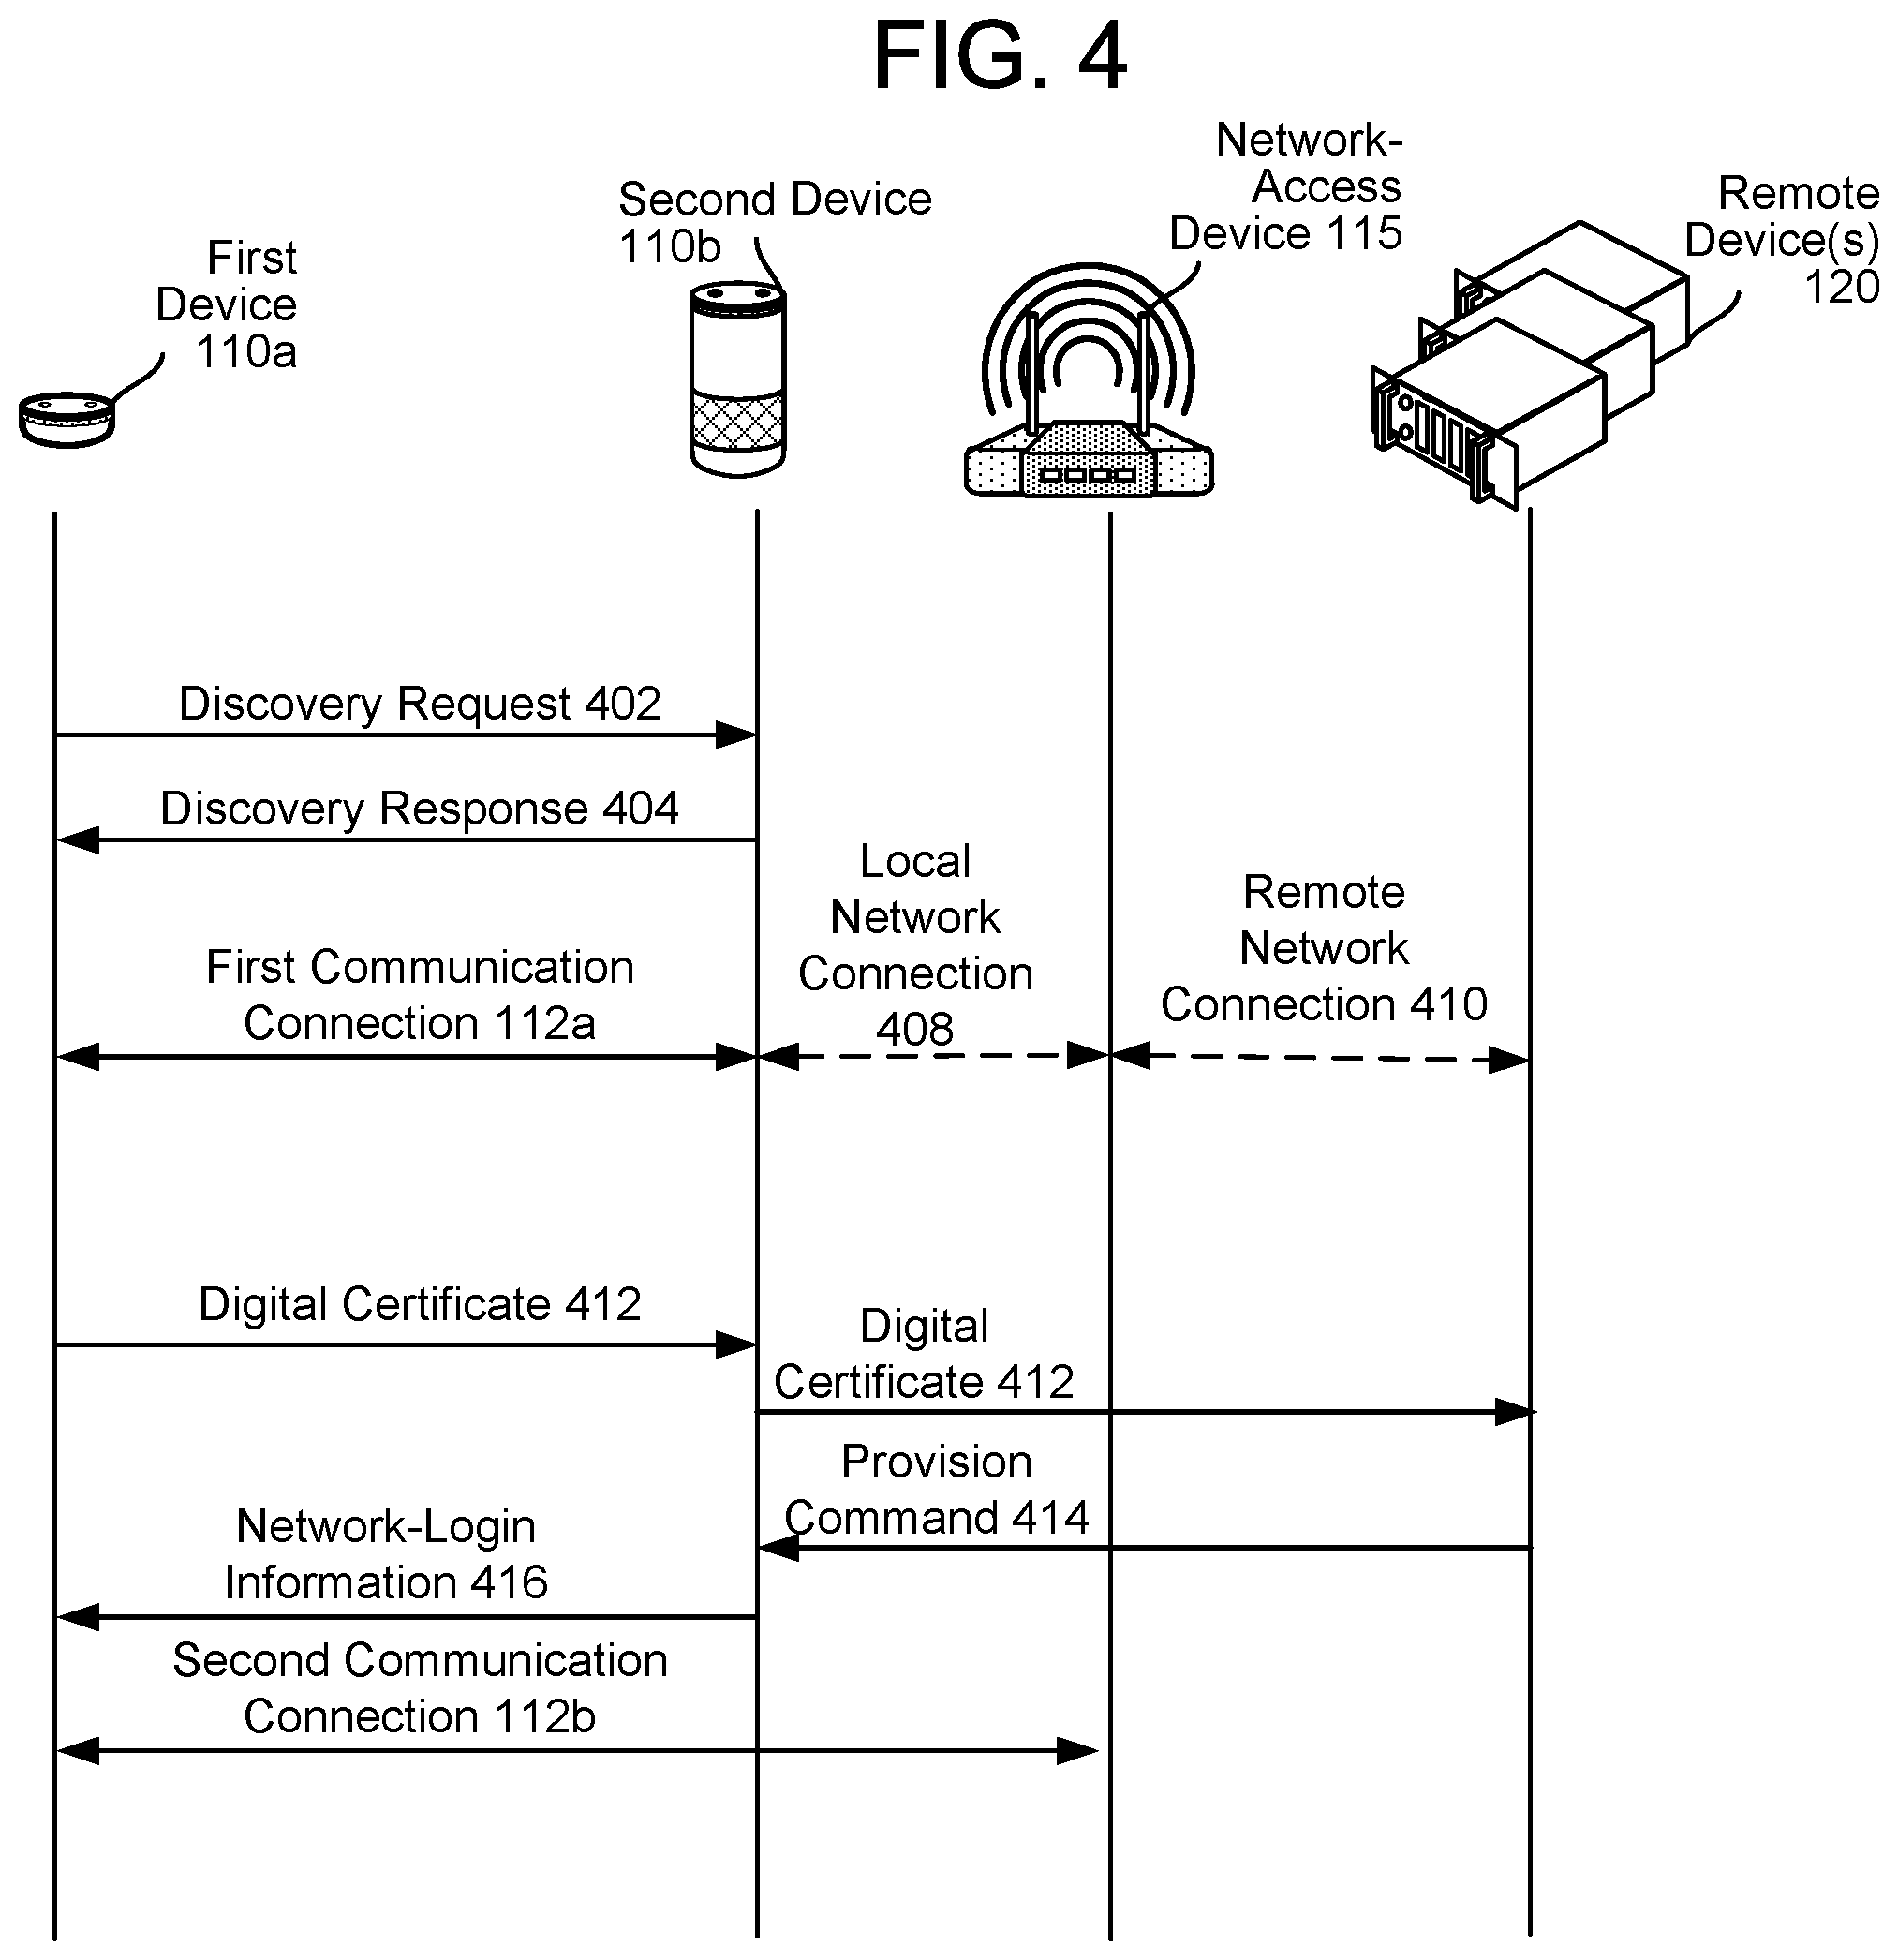 FIG. 4
First
Device
110a
Second Device
110b
Network-
Access
Device 115
Remote
Device(s)
120
Discovery Request 402
Discovery Response 404
First Communication
Connection 112a
Local
Network
Connection
408
Remote
Network
Connection 410
Digital Certificate 412
Digital
Certificate 412
Provision
Command 414
Network-Login
Information 416
Second Communication
Connection 112b